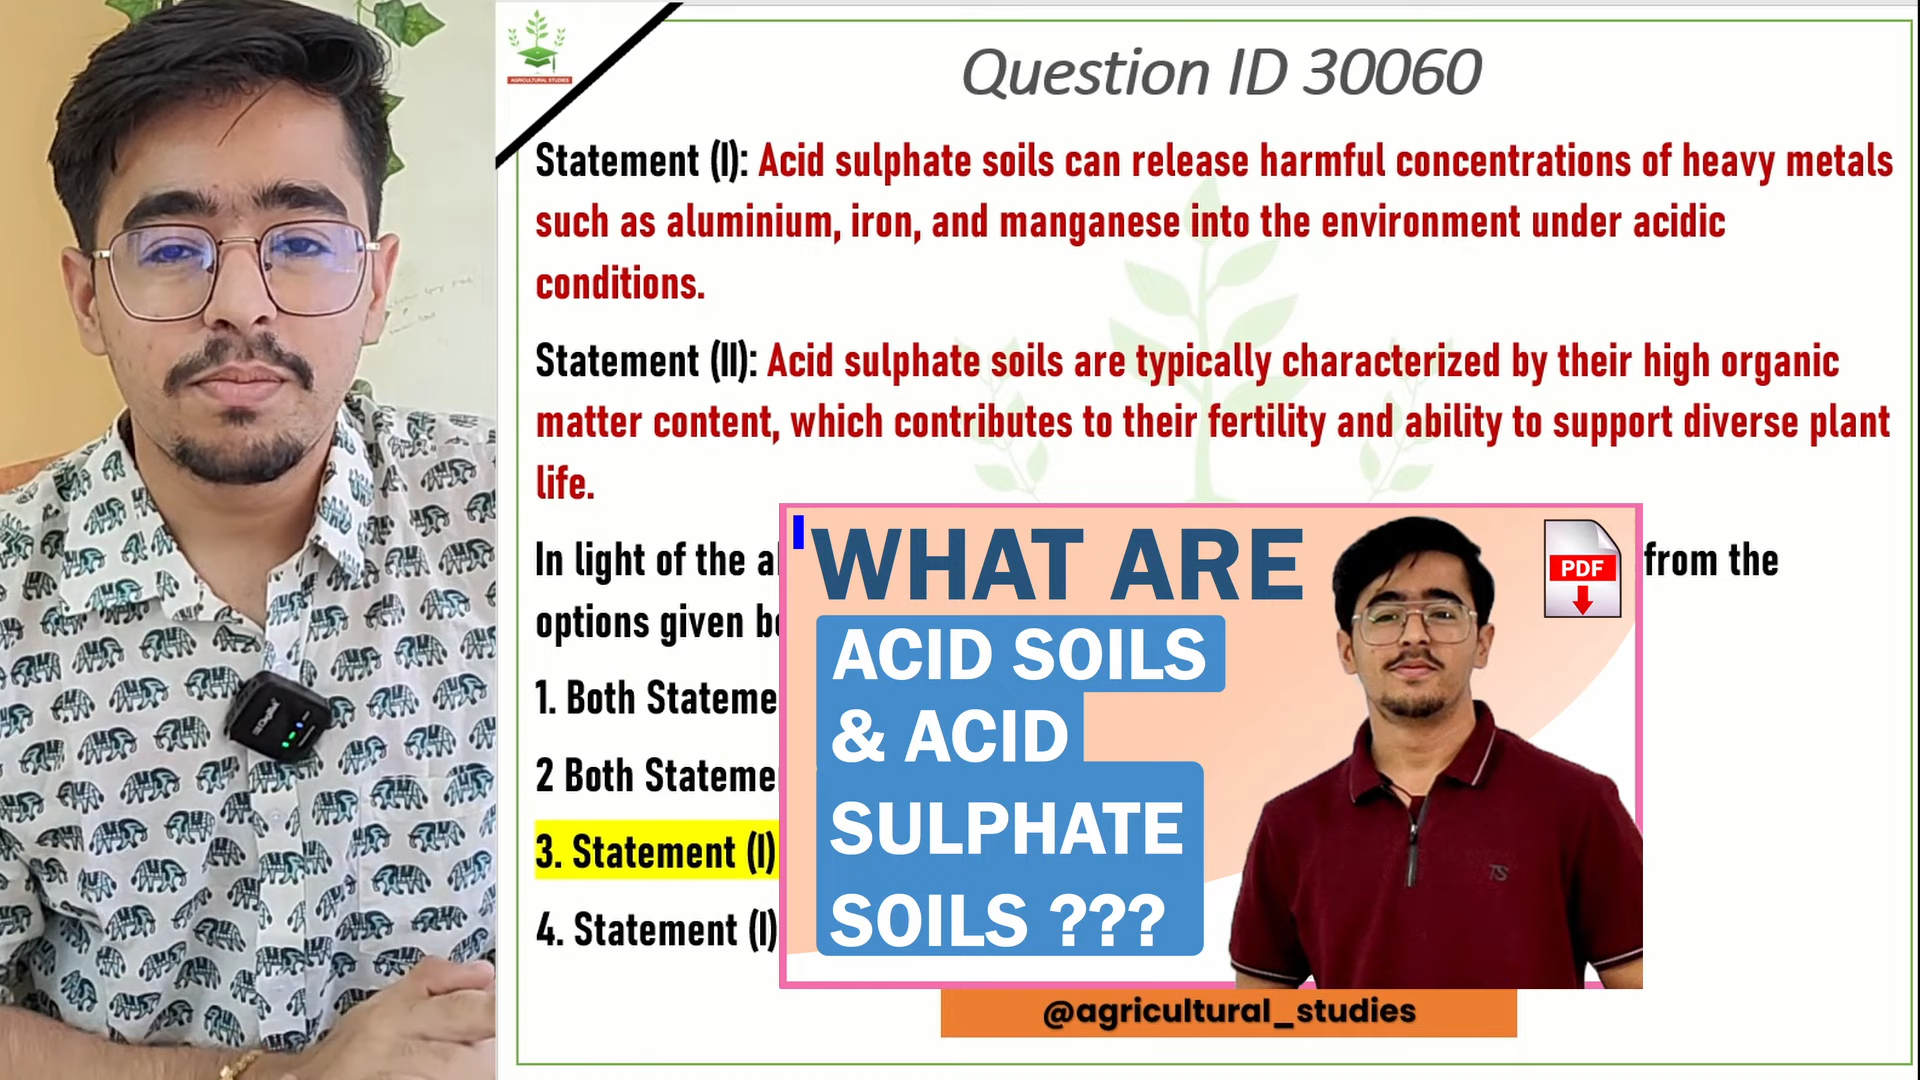 AGRICULTURAL STUDIES
Question ID 30060
Statement (I): Acid sulphate soils can release harmful concentrations of heavy metals
such as aluminium, iron, and manganese into the environment under acidic
conditions.
Statement (II): Acid sulphate soils are typically characterized by their high organic
matter content, which contributes to their fertility and ability to support diverse plant
life.
In light of the a from the
options given b
1. Both Stateme
2 Both Stateme
3. Statement (I)
4. Statement (I)
WHAT ARE
ACID SOILS
& ACID
SULPHATE
SOILS ???
PDF
TS
@agricultural_studies